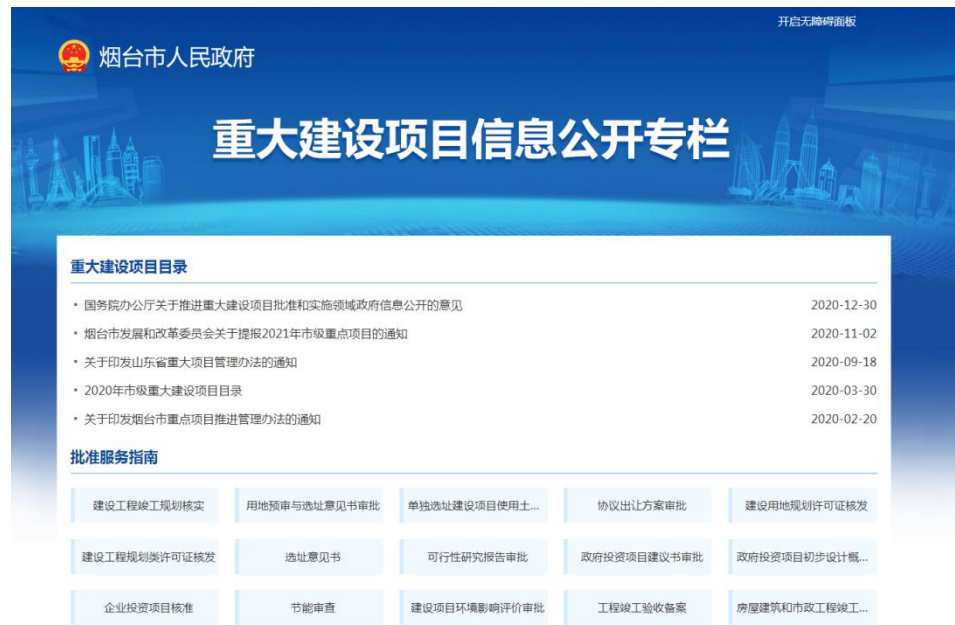 开启无障碍面板
烟台市人民政府
重大建设项目信息公开专栏
重大建设项目目录
· 国务院办公厅关于推进重大建设项目批准和实施领域政府信息公开的意见 2020-12-30
· 烟台市发展和改革委员会关于提报2021年市级重点项目的通知 2020-11-02
· 关于印发山东省重大项目管理办法的通知 2020-09-18
· 2020年市级重大建设项目目录 2020-03-30
· 关于印发烟台市重点项目推进管理办法的通知 2020-02-20
批准服务指南
建设工程竣工规划核实 用地预审与选址意见书审批 单独选址建设项目使用土... 协议出让方案审批 建设用地规划许可证核发
建设工程规划类许可证核发 选址意见书 可行性研究报告审批 政府投资项目建议书审批 政府投资项目初步设计概...
企业投资项目核准 节能审查 建设项目环境影响评价审批 工程竣工验收备案 房屋建筑和市政工程竣工...